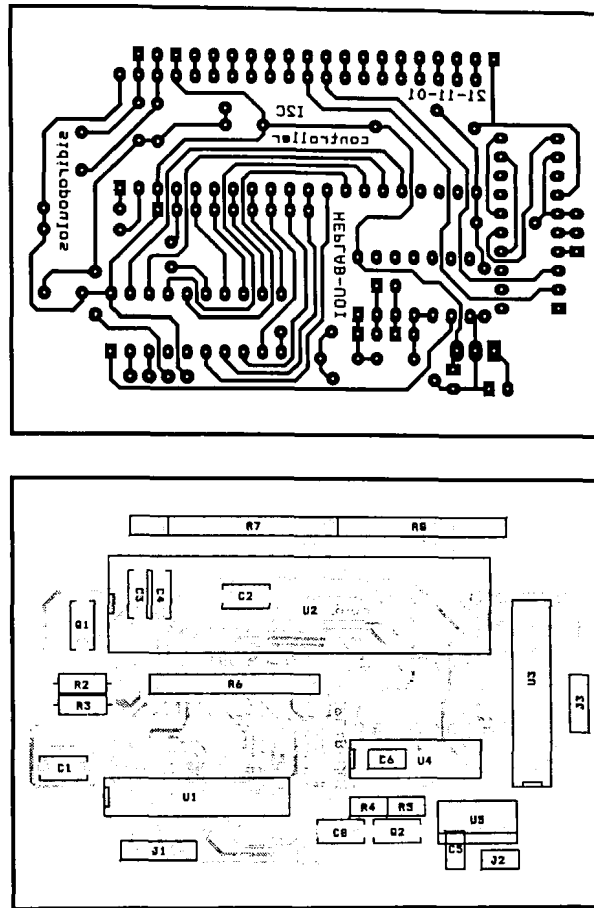 21-11-01
I2C
controller
sidiropoulos
HEPLAB-UOI
R7
R8
C3
C4
C2
U2
Q1
R2
R3
R6
U3
J3
C1
C6
U4
U1
R4
R5
U5
C8
Q2
C5
J1
J2